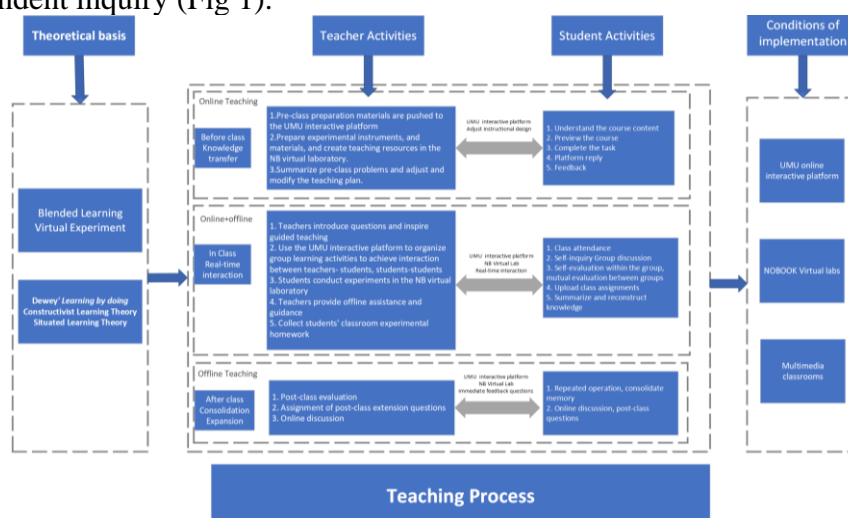 ndent inquiry (Fig 1).
Theoretical basis
Teacher Activities
Student Activities
Conditions of
implementation
Blended Learning
Virtual Experiment
Dewey' Learning by doing
Constructivist Learning Theory
Situated Learning Theory
Online Teaching
Before class
Knowledge
transfer
1.Pre-class preparation materials are pushed
to the UMU interactive platform
2.Prepare experimental instruments, and
materials, and create teaching resources in
the NB virtual laboratory.
3.Summarize pre-class problems and adjust and
modify the teaching plan.
UMU interactive platform
Adjust instructional design
1. Understand the course content
2. Preview the course
3. Complete the task
4. Platform reply
5. Feedback
Online+offline
In Class
Real-time
interaction
1. Teachers introduce questions and inspire
guided teaching
2. Use the UMU interactive platform to organize
group learning activities to achieve interaction
between teachers- students, students-students
3. Students conduct experiments in the NB virtual
laboratory
4. Teachers provide offline assistance and
guidance
5. Collect students' classroom experimental
homework
UMU interactive platform
NB Virtual Lab
Real-time interaction
1. Class attendance
2. Self-inquiry Group discussion
3. Self-evaluation within the group,
mutual evaluation between groups
4. Upload class assignments
5. Summarize and reconstruct
knowledge
Offline Teaching
After class
Consolidation
Expansion
1. Post-class evaluation
2. Assignment of post-class extension questions
3. Online discussion
UMU interactive platform
NB Virtual Lab
Immediate feedback questions
1. Repeated operation, consolidate
memory
2. Online discussion, post-class
questions
UMU online
interactive platform
NOBOOK Virtual labs
Multimedia
classrooms
Teaching Process